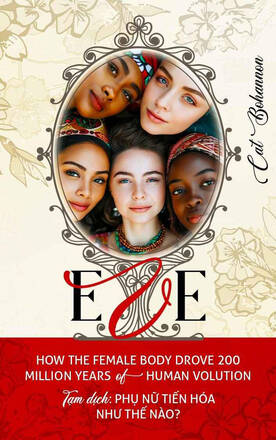 Cat Bohannon
EVE
HOW THE FEMALE BODY DROVE 200
MILLION YEARS of HUMAN VOLUTION
Tạm dịch: PHỤ NỮ TIẾN HÓA
NHƯ THẾ NÀO?